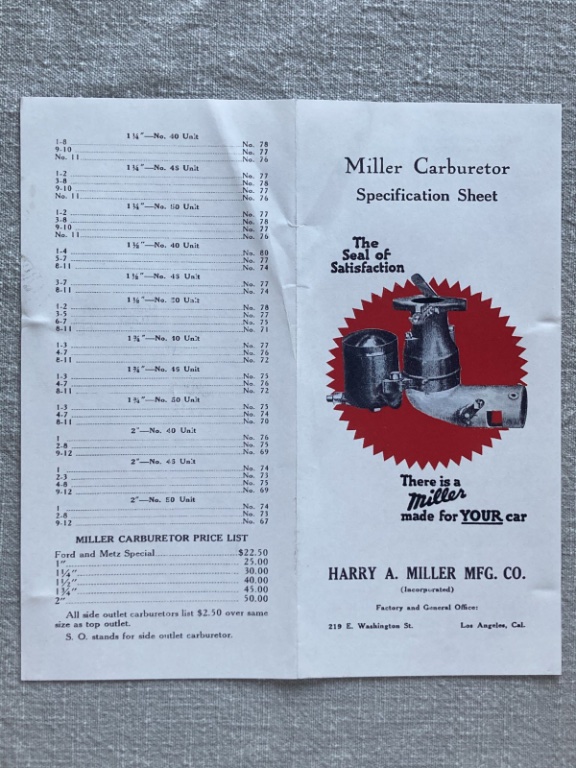 1¼"—No. 40 Unit
1-8 No. 78
9-10 No. 77
No. 11 No. 76
1¼"—No. 45 Unit
1-2 No. 77
3-8 No. 78
9-10 No. 77
No. 11 No. 76
1¼"—No. 50 Unit
1-2 No. 77
3-8 No. 78
9-10 No. 77
No. 11 No. 76
1½"—No. 40 Unit
1-4 No. 80
5-7 No. 77
8-11 No. 74
1½"—No. 45 Unit
3-7 No. 77
8-11 No. 74
1½"—No. 50 Unit
1-2 No. 78
3-5 No. 77
6-7 No. 75
8-11 No. 71
1¾"—No. 40 Unit
1-3 No. 77
4-7 No. 76
8-11 No. 72
1¾"—No. 45 Unit
1-3 No. 75
4-7 No. 76
8-11 No. 72
1¾"—No. 50 Unit
1-3 No. 75
4-7 No. 74
8-11 No. 70
2"—No. 40 Unit
1 No. 76
2-8 No. 75
9-12 No. 69
2"—No. 45 Unit
1 No. 74
2-3 No. 73
4-8 No. 75
9-12 No. 69
2"—No. 50 Unit
1 No. 74
2-8 No. 73
9-12 No. 67
MILLER CARBURETOR PRICE LIST
Ford and Metz Special $22.50
1" 25.00
1¼" 30.00
1½" 40.00
1¾" 45.00
2" 50.00
All side outlet carburetors list $2.50 over same
size as top outlet.
S. O. stands for side outlet carburetor.
Miller Carburetor
Specification Sheet
The
Seal of
Satisfaction
There is a
Miller
made for YOUR car
HARRY A. MILLER MFG. CO.
(Incorporated)
Factory and General Office:
219 E. Washington St. Los Angeles, Cal.